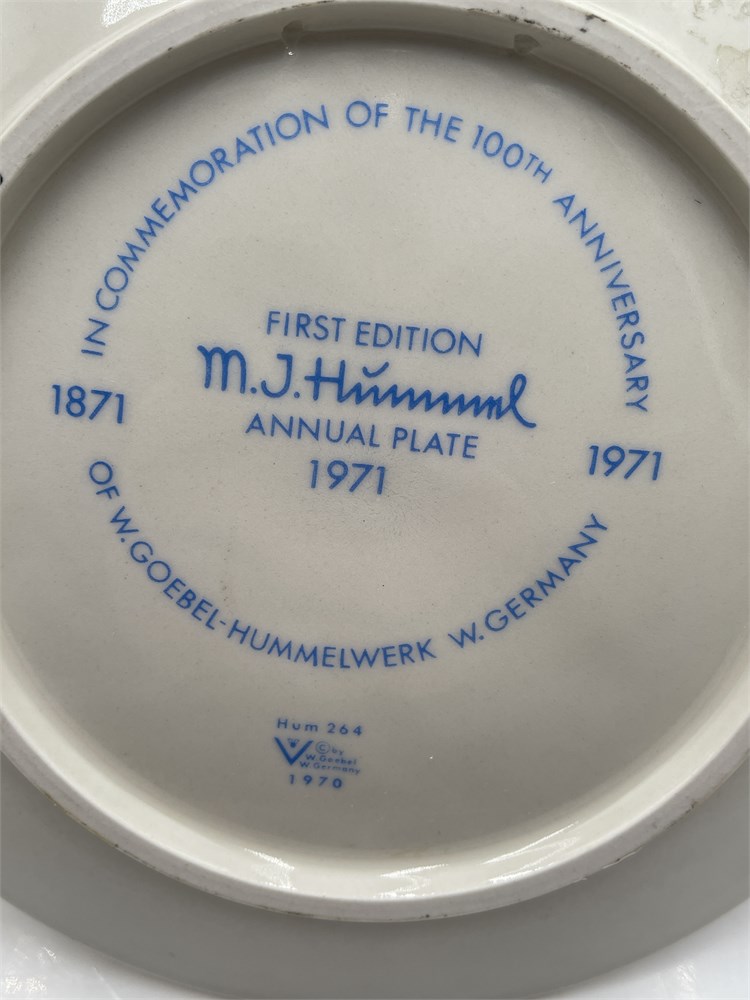 IN COMMEMORATION OF THE 100TH ANNIVERSARY
1871
1971
FIRST EDITION
M.J.Hummel
ANNUAL PLATE
1971
OF W.GOEBEL-HUMMELWERK W.GERMANY
Hum 264
© by
W. Goebel
W. Germany
1970